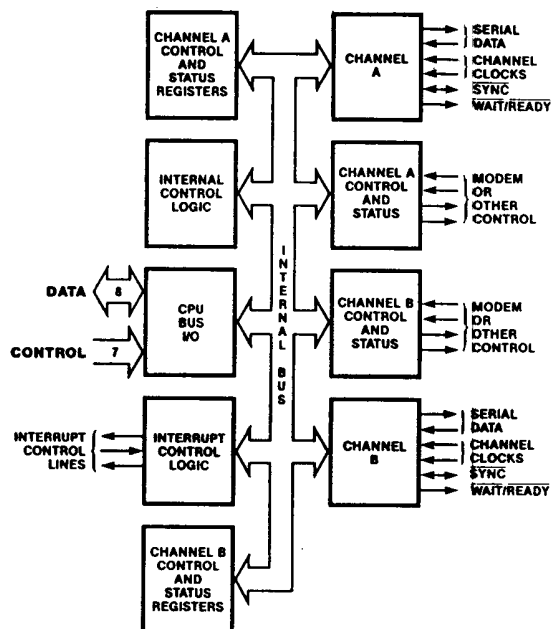 CHANNEL A
CONTROL
AND
STATUS
REGISTERS
CHANNEL
A
SERIAL
DATA
CHANNEL
CLOCKS
SYNC
WAIT/READY
INTERNAL
CONTROL
LOGIC
CHANNEL A
CONTROL
AND
STATUS
MODEM
OR
OTHER
CONTROL
INTERNAL BUS
DATA
8
CONTROL
7
CPU
BUS
I/O
CHANNEL B
CONTROL
AND
STATUS
MODEM
OR
OTHER
CONTROL
INTERRUPT
CONTROL
LINES
INTERRUPT
CONTROL
LOGIC
CHANNEL
B
SERIAL
DATA
CHANNEL
CLOCKS
SYNC
WAIT/READY
CHANNEL B
CONTROL
AND
STATUS
REGISTERS